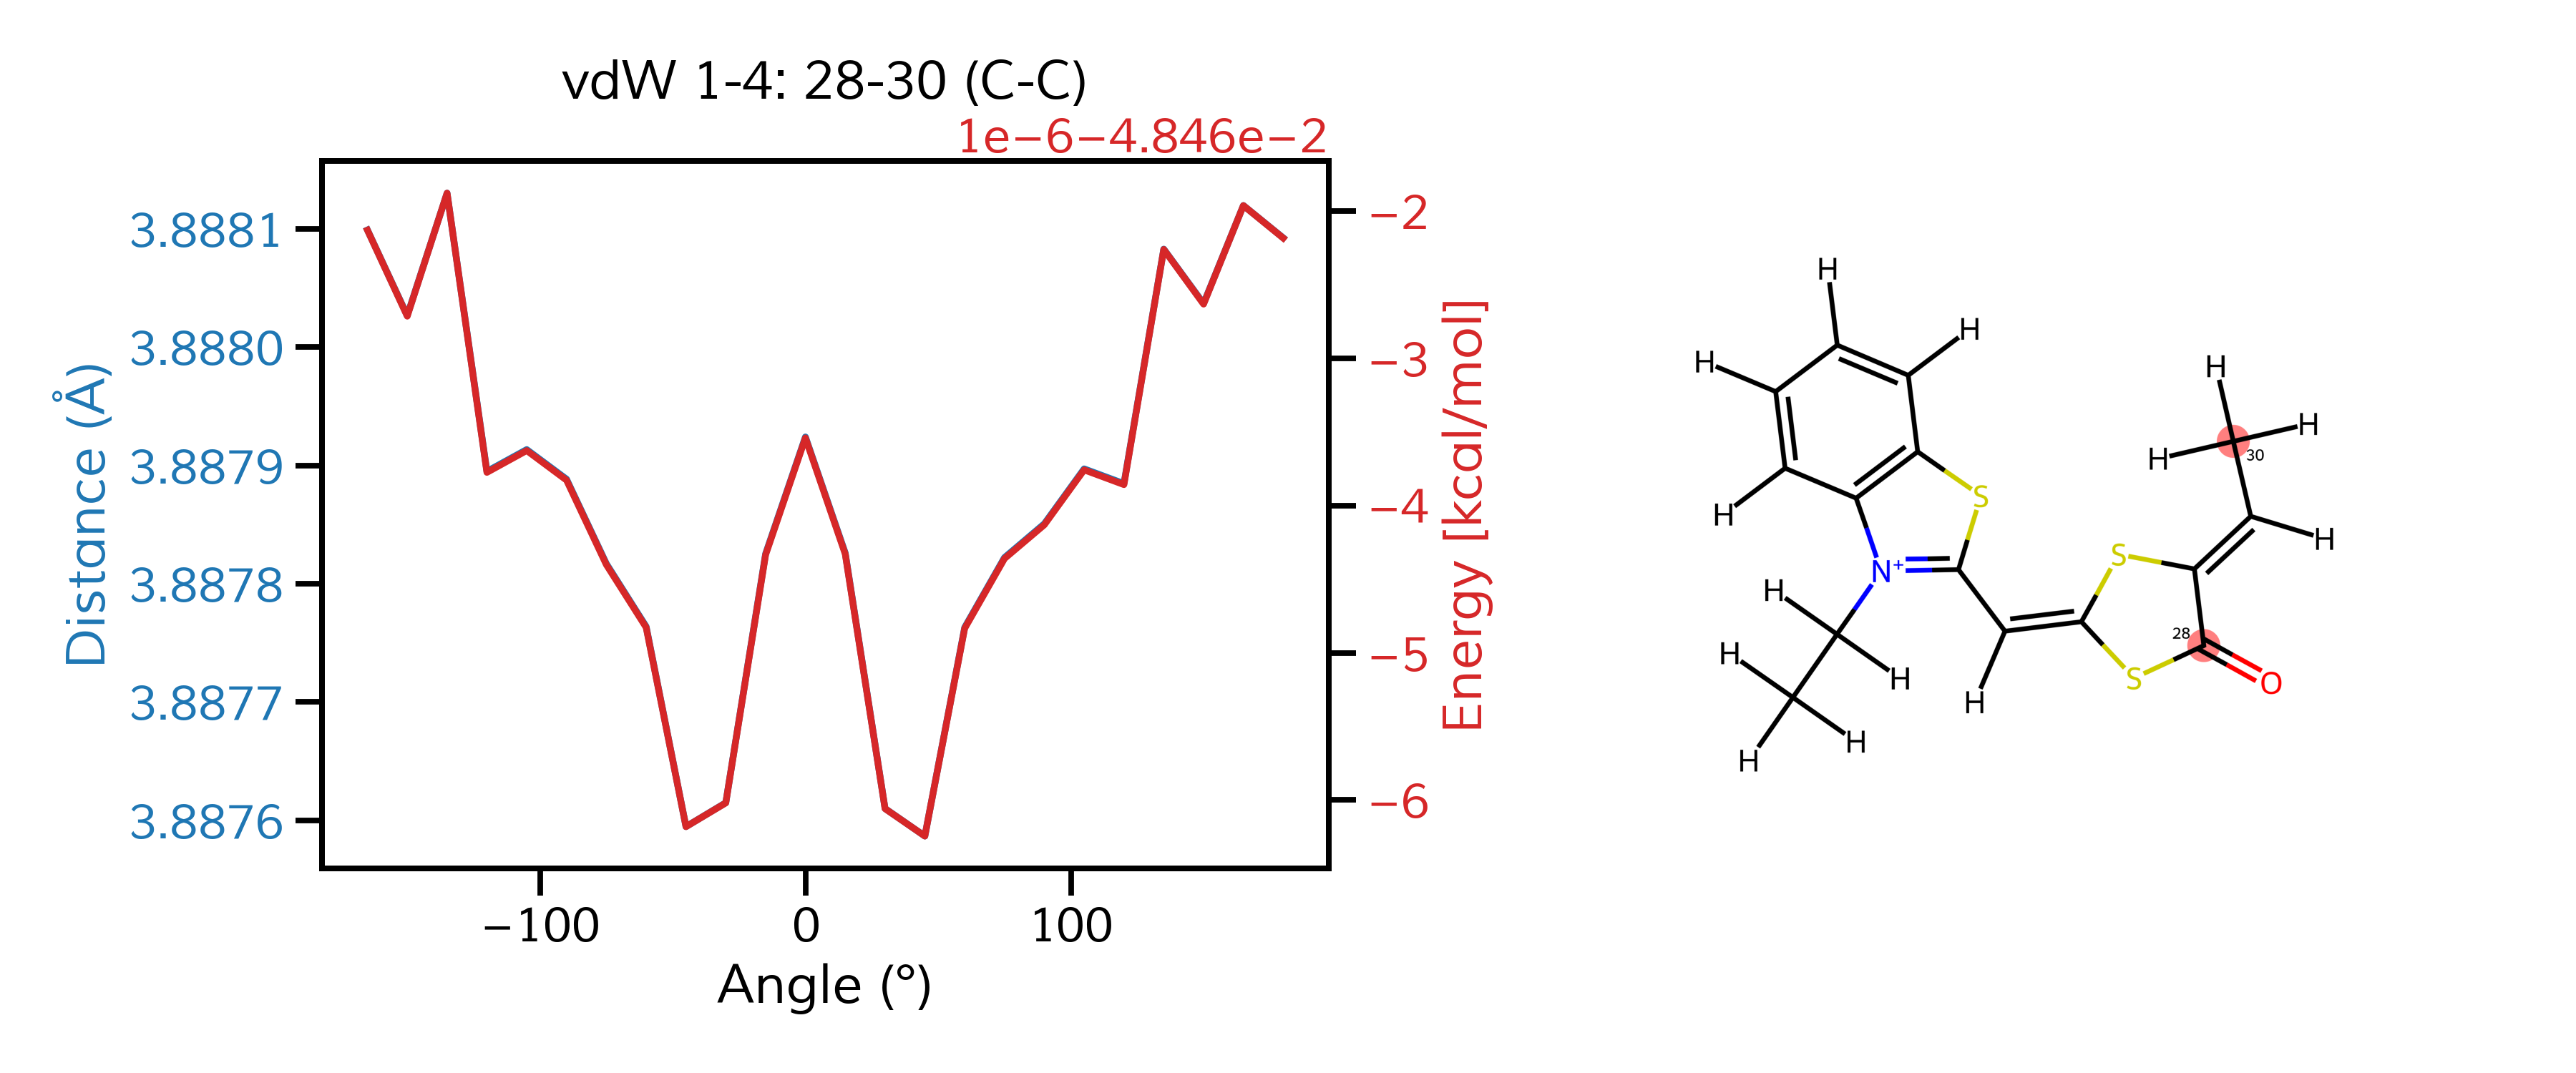 vdW 1-4: 28-30 (C-C)
1e−6−4.846e−2
Distance (Å)
3.8881
3.8880
3.8879
3.8878
3.8877
3.8876
−2
−3
−4
−5
−6
Energy [kcal/mol]
−100 0 100
Angle (°)
H
H
H
H
H
H
H
30
S
H
H
S
N+
H
28
H
S
H
O
H
H
H